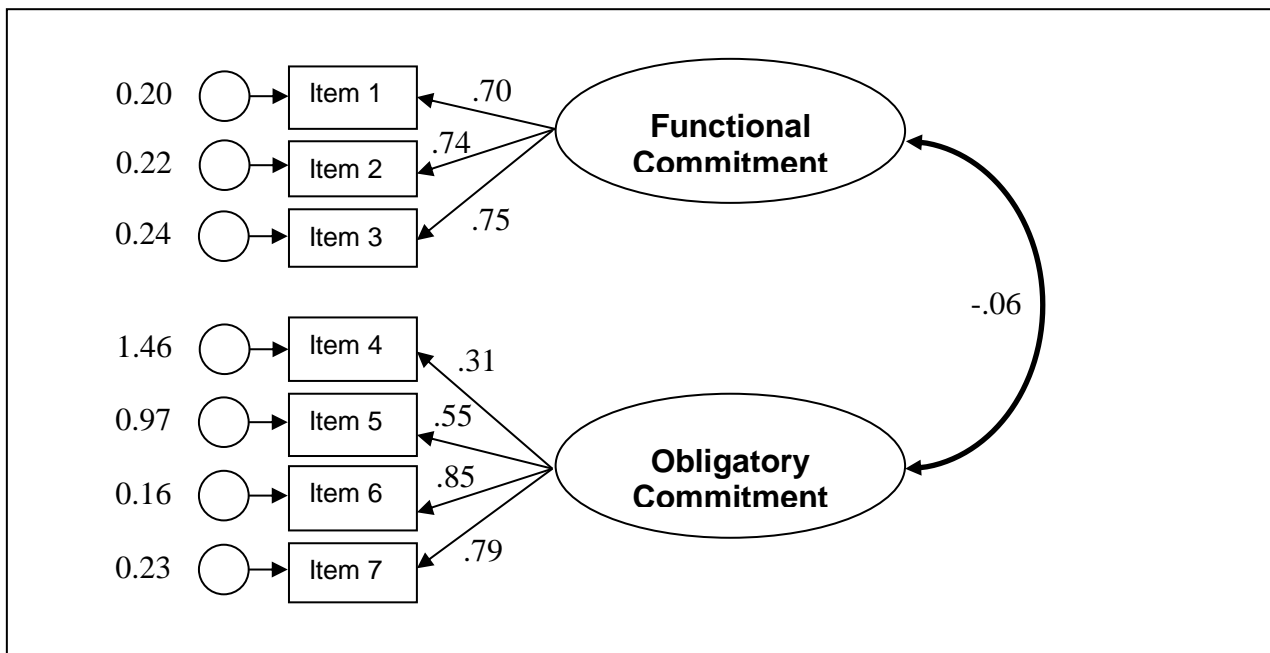 0.20 Item 1 .70
0.22 Item 2 .74
0.24 Item 3 .75
Functional
Commitment
-.06
1.46 Item 4 .31
0.97 Item 5 .55
0.16 Item 6 .85
0.23 Item 7 .79
Obligatory
Commitment